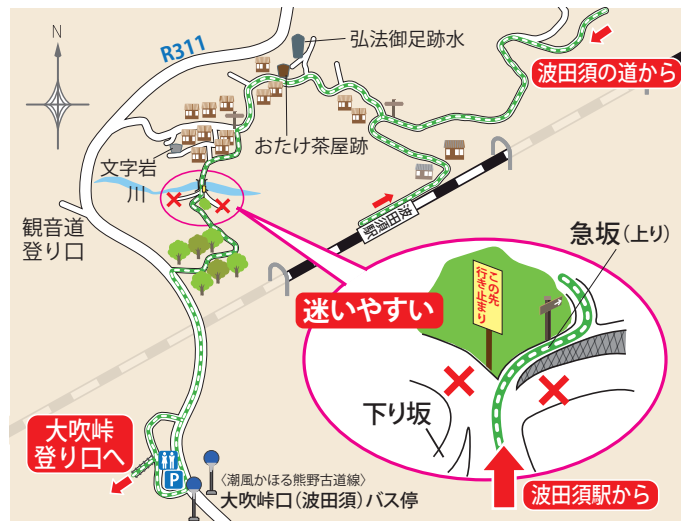 N
R311
弘法御足跡水
波田須の道から
おたけ茶屋跡
文字岩
川
観音道
登り口
波田須駅
急坂(上り)
迷いやすい
この先
行き止まり
下り坂
大吹峠
登り口へ
P
〈潮風かほる熊野古道線〉
大吹峠口(波田須)バス停
波田須駅から